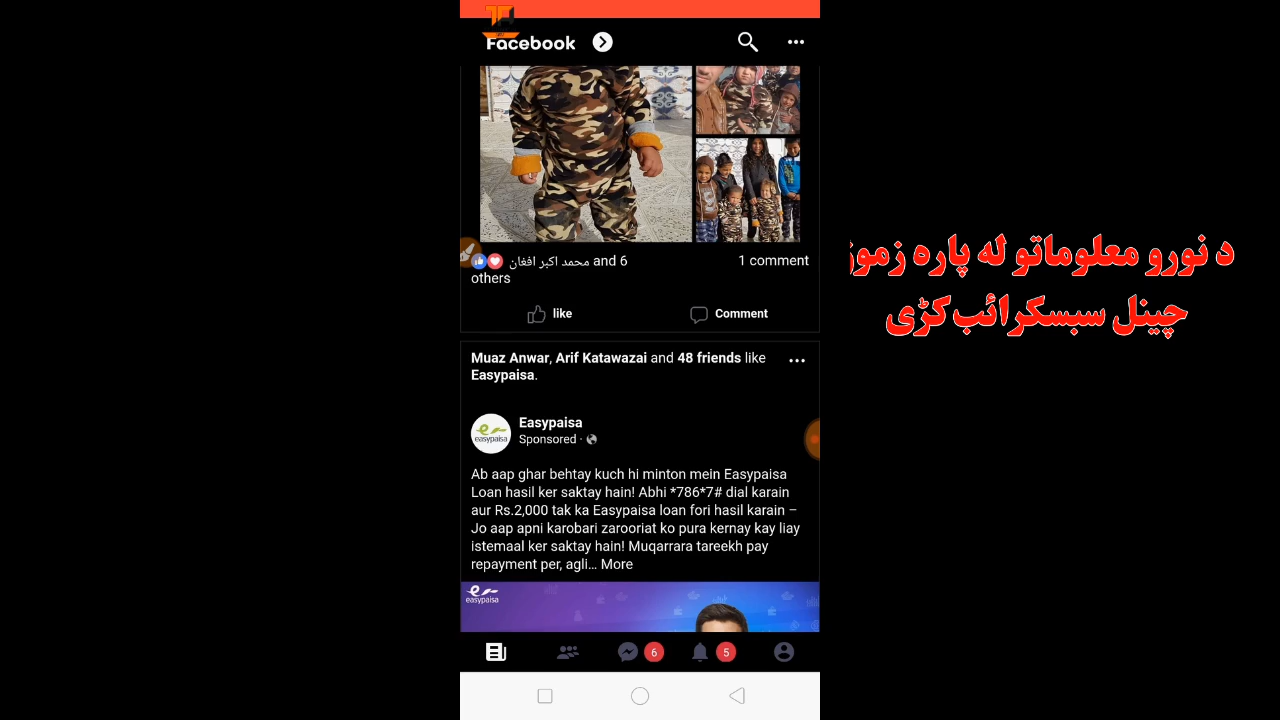 Facebook
محمد اکبر افغان and 6
others
1 comment
like
Comment
Muaz Anwar, Arif Katawazai and 48 friends like
Easypaisa.
easypaisa
Easypaisa
Sponsored ·
Ab aap ghar behtay kuch hi minton mein Easypaisa
Loan hasil ker saktay hain! Abhi *786*7# dial karain
aur Rs.2,000 tak ka Easypaisa loan fori hasil karain –
Jo aap apni karobari zarooriat ko pura kernay kay liay
istemaal ker saktay hain! Muqarrara tareekh pay
repayment per, agli... More
easypaisa
6
5
د نورو معلوماتو له پاره زموږ
چینل سبسکرائب کړی